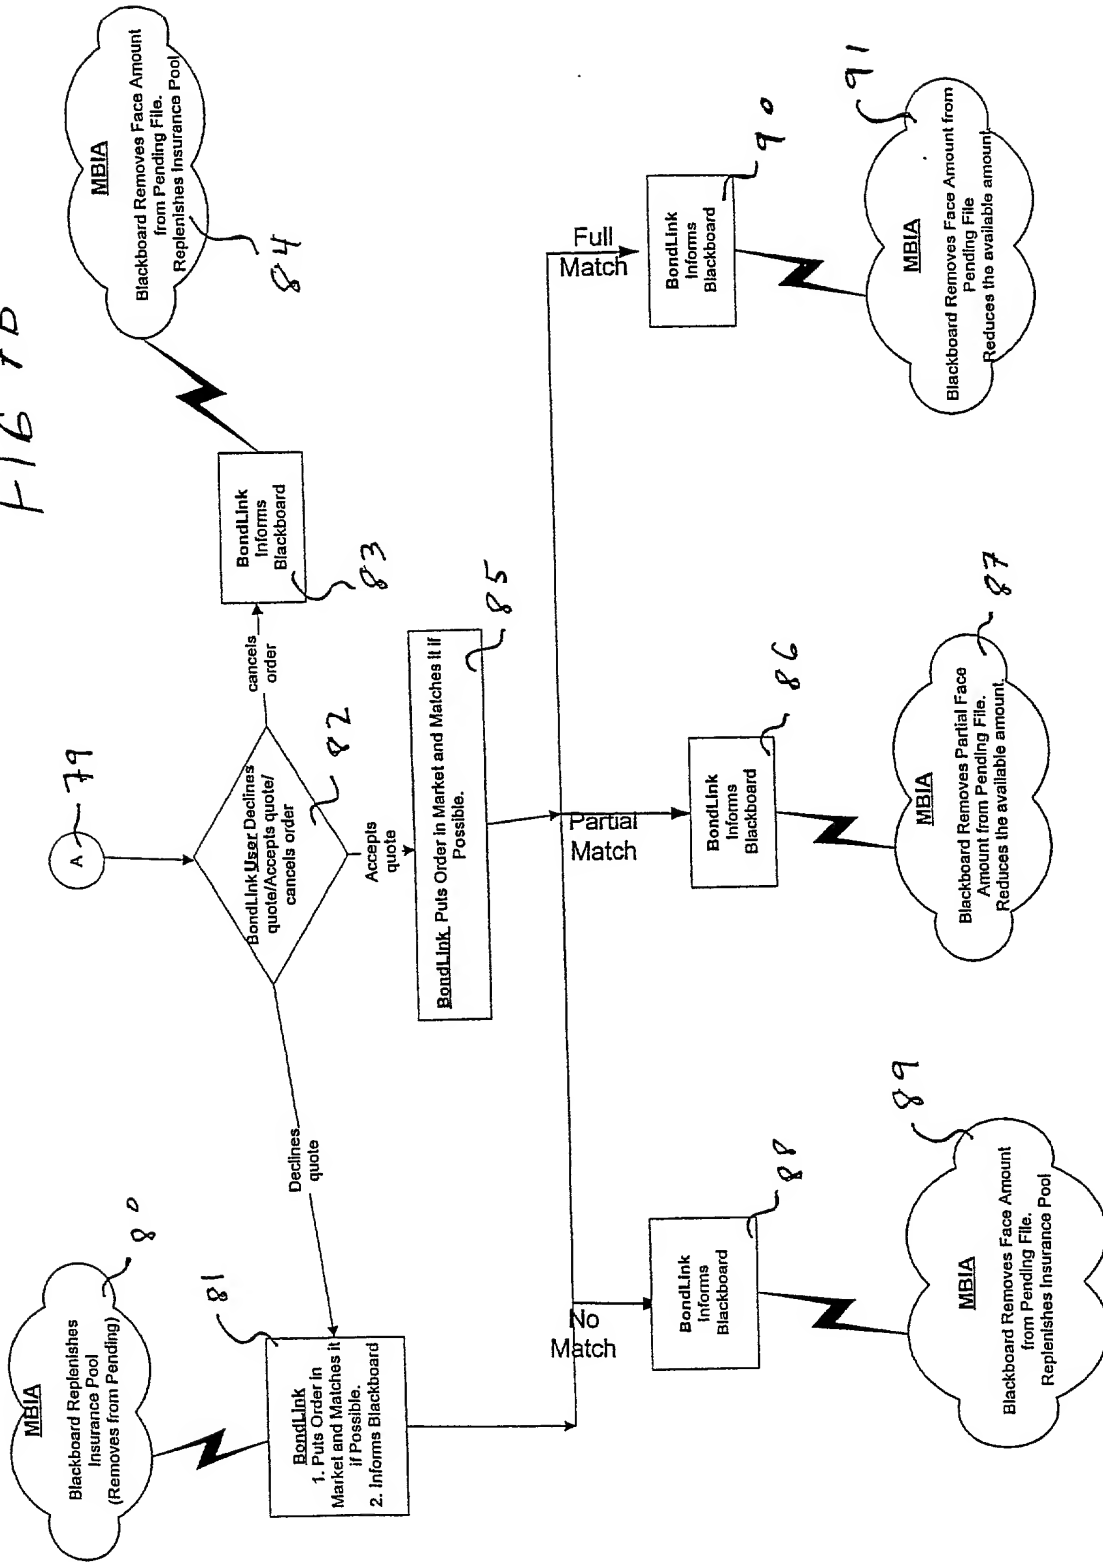 FIG 7B
A
79
MBIA
Blackboard Replenishes
Insurance Pool
(Removes from Pending)
80
81
BondLink
1. Puts Order in
Market and Matches it
if Possible.
2. Informs Blackboard
Declines
quote
BondLink User Declines
quote/Accepts quote/
cancels order
82
cancels
order
BondLink
Informs
Blackboard
83
MBIA
Blackboard Removes Face Amount
from Pending File.
Replenishes Insurance Pool
84
Accepts
quote
BondLink Puts Order in Market and Matches it if
Possible.
85
No
Match
BondLink
Informs
Blackboard
88
MBIA
Blackboard Removes Face Amount
from Pending File.
Replenishes Insurance Pool
89
Partial
Match
BondLink
Informs
Blackboard
86
MBIA
Blackboard Removes Partial Face
Amount from Pending File.
Reduces the available amount.
87
Full
Match
BondLink
Informs
Blackboard
90
MBIA
Blackboard Removes Face Amount from
Pending File
Reduces the available amount.
91